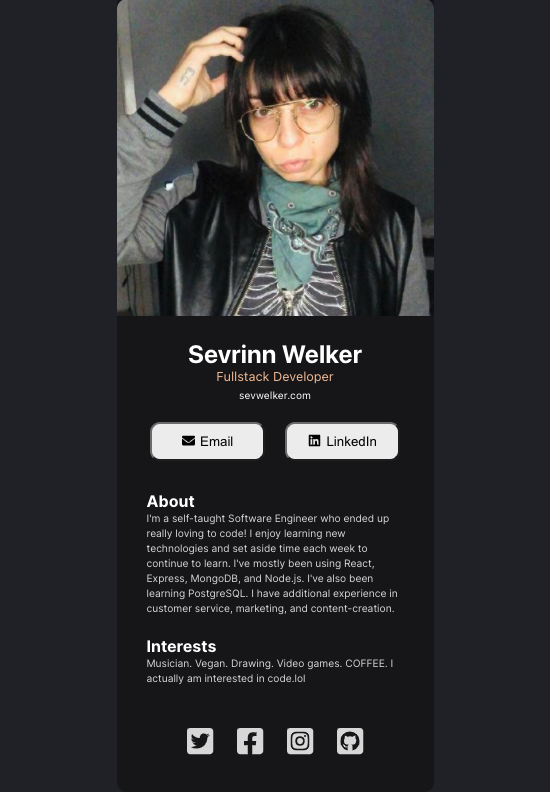 Sevrinn Welker
Fullstack Developer
sevwelker.com
Email
LinkedIn
About
I'm a self-taught Software Engineer who ended up
really loving to code! I enjoy learning new
technologies and set aside time each week to
continue to learn. I've mostly been using React,
Express, MongoDB, and Node.js. I've also been
learning PostgreSQL. I have additional experience in
customer service, marketing, and content-creation.
Interests
Musician. Vegan. Drawing. Video games. COFFEE. I
actually am interested in code.lol